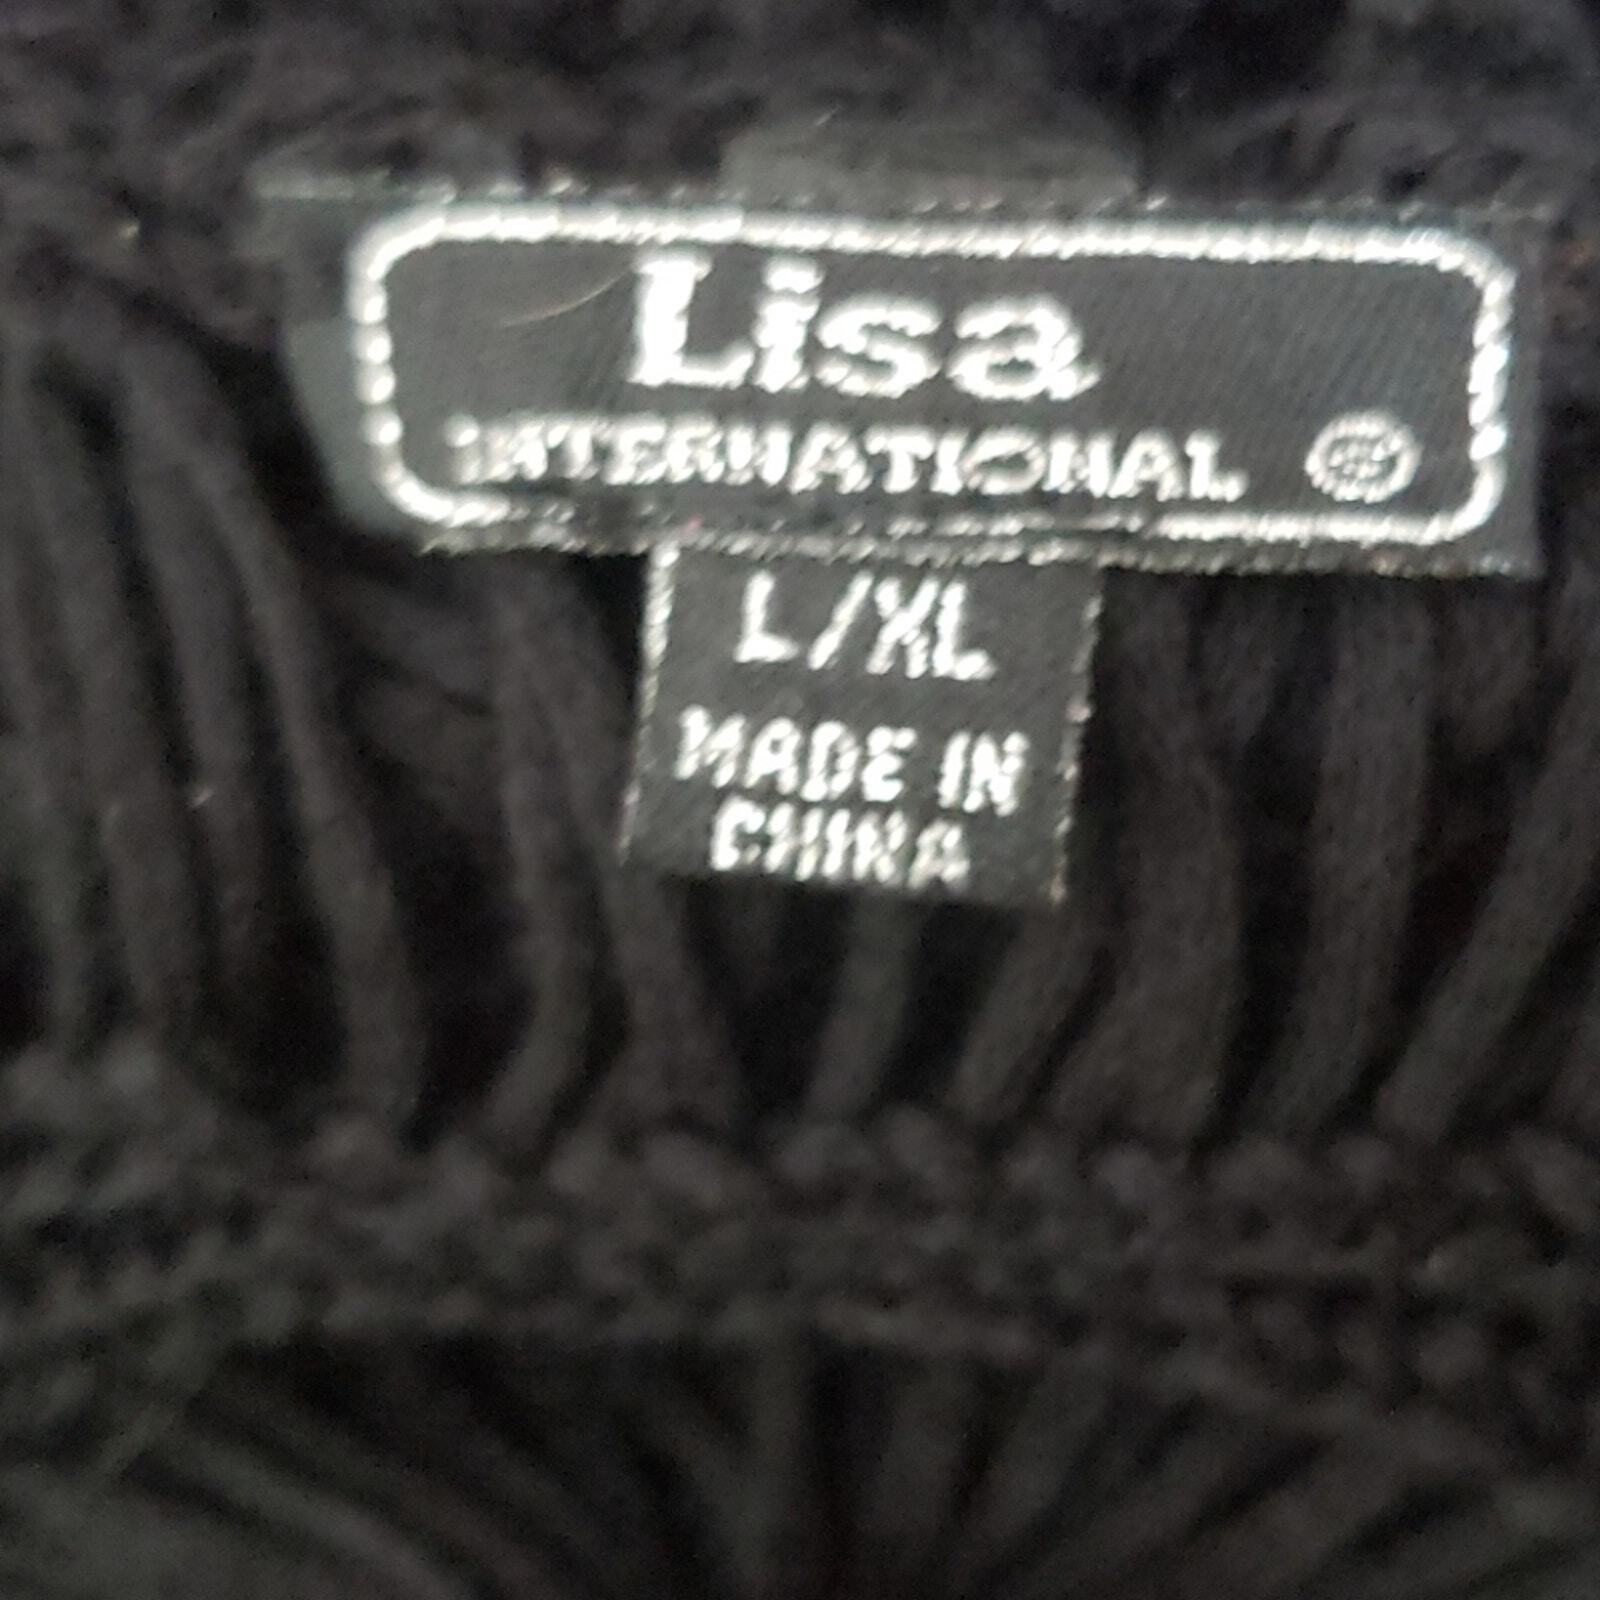 Lisa
INTERNATIONAL ®
L/XL
MADE IN
CHINA